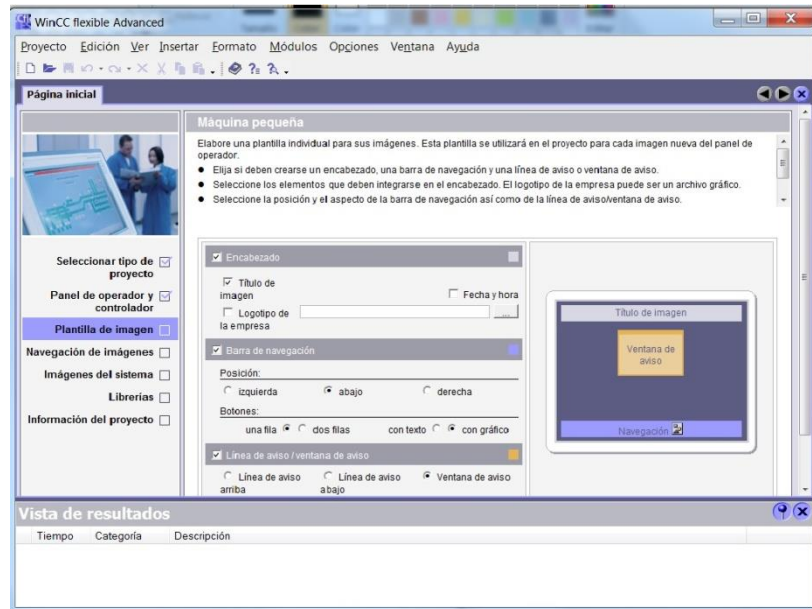 WinCC flexible Advanced
Proyecto Edición Ver Insertar Formato Módulos Opciones Ventana Ayuda
Página inicial
Máquina pequeña
Elabore una plantilla individual para sus imágenes. Esta plantilla se utilizará en el proyecto para cada imagen nueva del panel de
operador.
● Elija si deben crearse un encabezado, una barra de navegación y una línea de aviso o ventana de aviso.
● Seleccione los elementos que deben integrarse en el encabezado. El logotipo de la empresa puede ser un archivo gráfico.
● Seleccione la posición y el aspecto de la barra de navegación así como de la línea de aviso/ventana de aviso.
Seleccionar tipo de
proyecto
Panel de operador y
controlador
Plantilla de imagen
Navegación de imágenes
Imágenes del sistema
Librerías
Información del proyecto
Encabezado
Título de
imagen
Fecha y hora
Logotipo de
la empresa
...
Barra de navegación
Posición:
izquierda abajo derecha
Botones:
una fila dos filas con texto con gráfico
Línea de aviso / ventana de aviso
Línea de aviso
arriba
Línea de aviso
abajo
Ventana de aviso
Título de imagen
Ventana de
aviso
Navegación
Vista de resultados
Tiempo Categoría Descripción